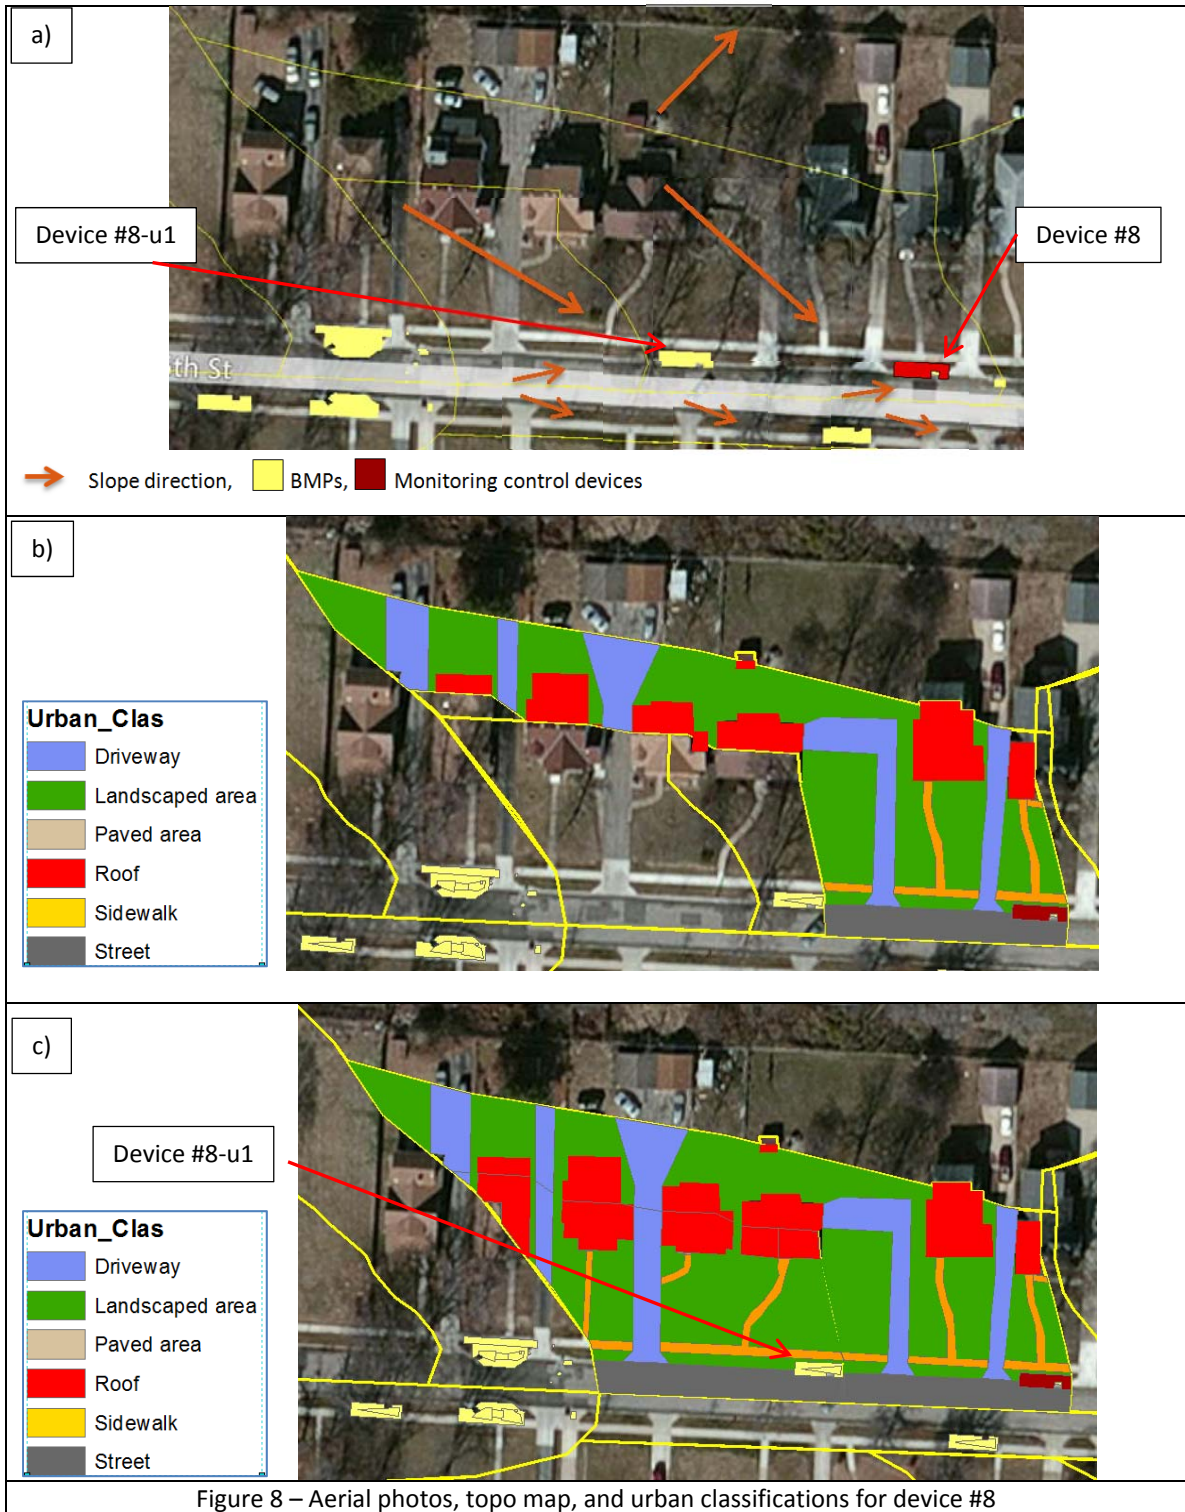 a)
Device #8-u1
Device #8
5th St
Slope direction, BMPs, Monitoring control devices
b)
Urban_Clas
Driveway
Landscaped area
Paved area
Roof
Sidewalk
Street
c)
Device #8-u1
Urban_Clas
Driveway
Landscaped area
Paved area
Roof
Sidewalk
Street
Figure 8 – Aerial photos, topo map, and urban classifications for device #8